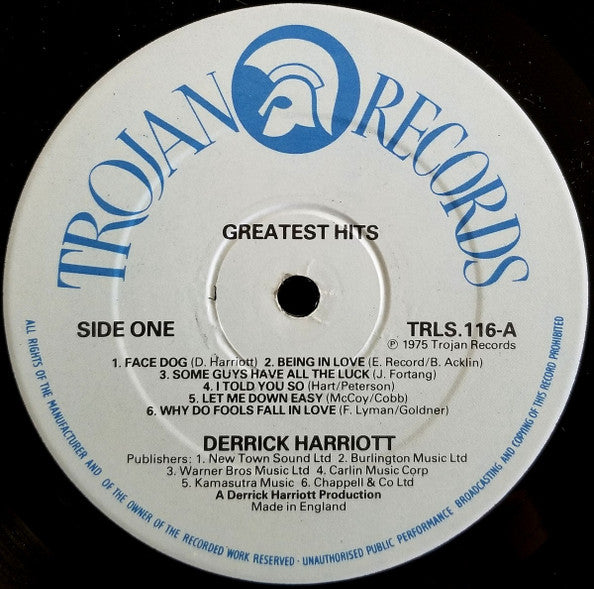 TROJAN RECORDS
GREATEST HITS
SIDE ONE
TRLS.116-A
℗ 1975 Trojan Records
1. FACE DOG (D. Harriott) 2. BEING IN LOVE (E. Record/B. Acklin)
3. SOME GUYS HAVE ALL THE LUCK (J. Fortang)
4. I TOLD YOU SO (Hart/Peterson)
5. LET ME DOWN EASY (McCoy/Cobb)
6. WHY DO FOOLS FALL IN LOVE (F. Lyman/Goldner)
DERRICK HARRIOTT
Publishers: 1. New Town Sound Ltd 2. Burlington Music Ltd
3. Warner Bros Music Ltd 4. Carlin Music Corp
5. Kamasutra Music 6. Chappell & Co Ltd
A Derrick Harriott Production
Made in England
ALL RIGHTS OF THE MANUFACTURER AND OF THE OWNER OF THE RECORDED WORK RESERVED · UNAUTHORISED PUBLIC PERFORMANCE BROADCASTING AND COPYING OF THIS RECORD PROHIBITED